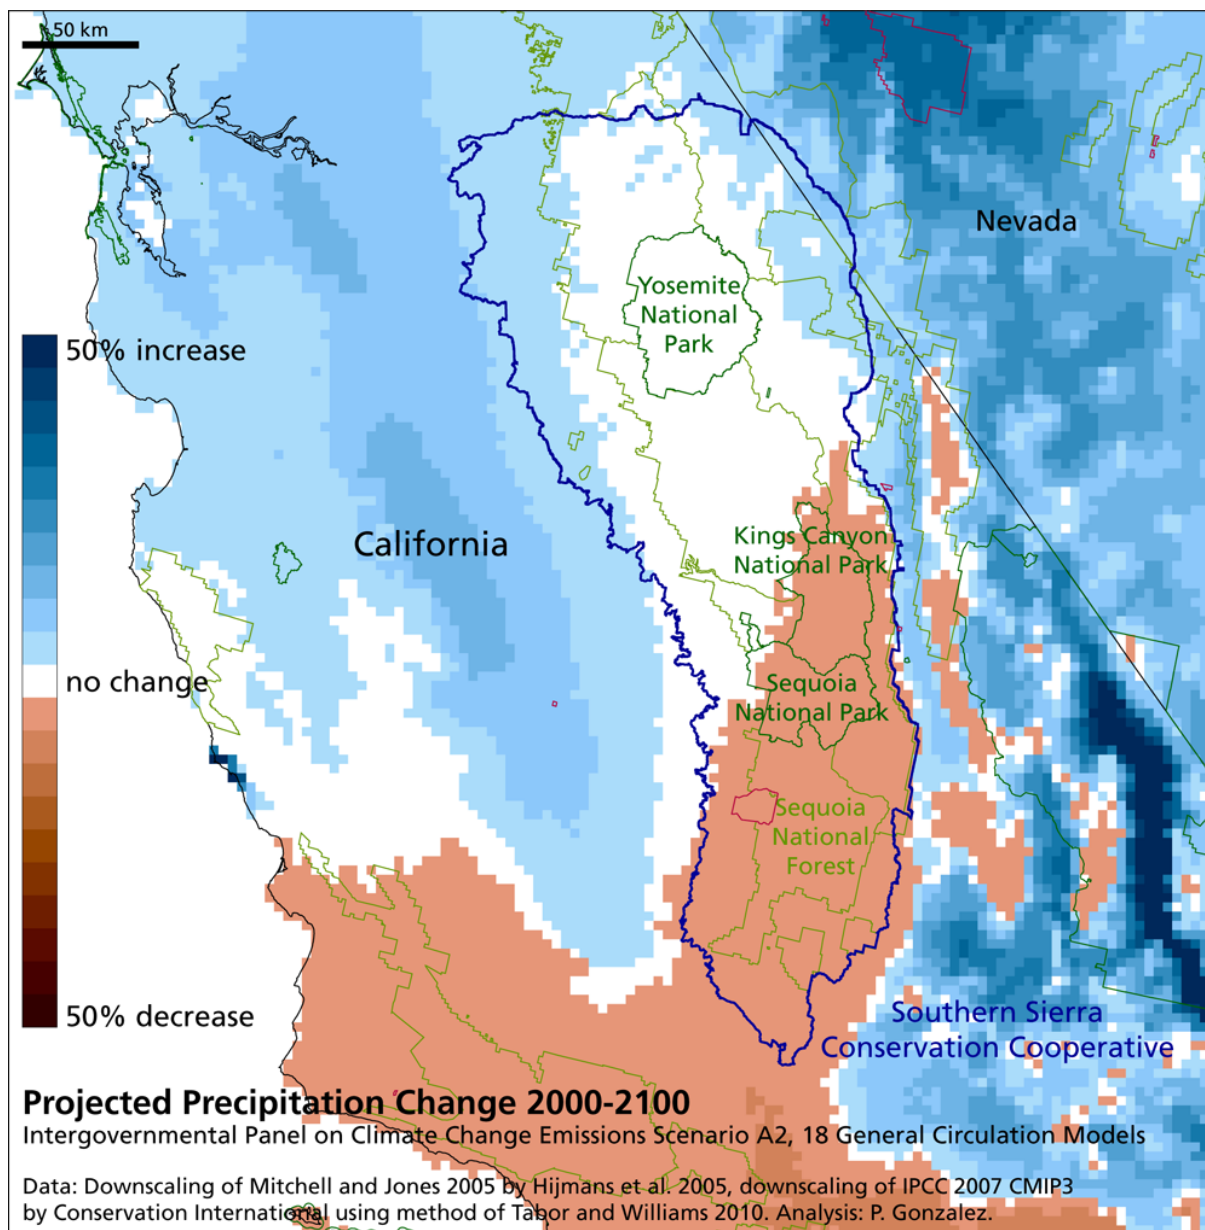 50 km
Nevada
Yosemite
National
Park
50% increase
California
Kings Canyon
National Park
no change
Sequoia
National Park
Sequoia
National
Forest
50% decrease
Southern Sierra
Conservation Cooperative
Projected Precipitation Change 2000-2100
Intergovernmental Panel on Climate Change Emissions Scenario A2, 18 General Circulation Models
Data: Downscaling of Mitchell and Jones 2005 by Hijmans et al. 2005, downscaling of IPCC 2007 CMIP3
by Conservation International using method of Tabor and Williams 2010. Analysis: P. Gonzalez.